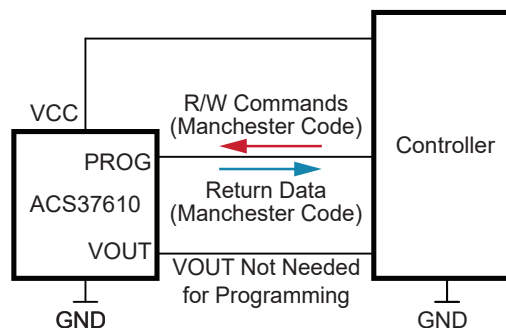 R/W Commands
(Manchester Code)
VCC
PROG
Controller
Return Data
(Manchester Code)
ACS37610
VOUT
VOUT Not Needed
for Programming
GND
GND